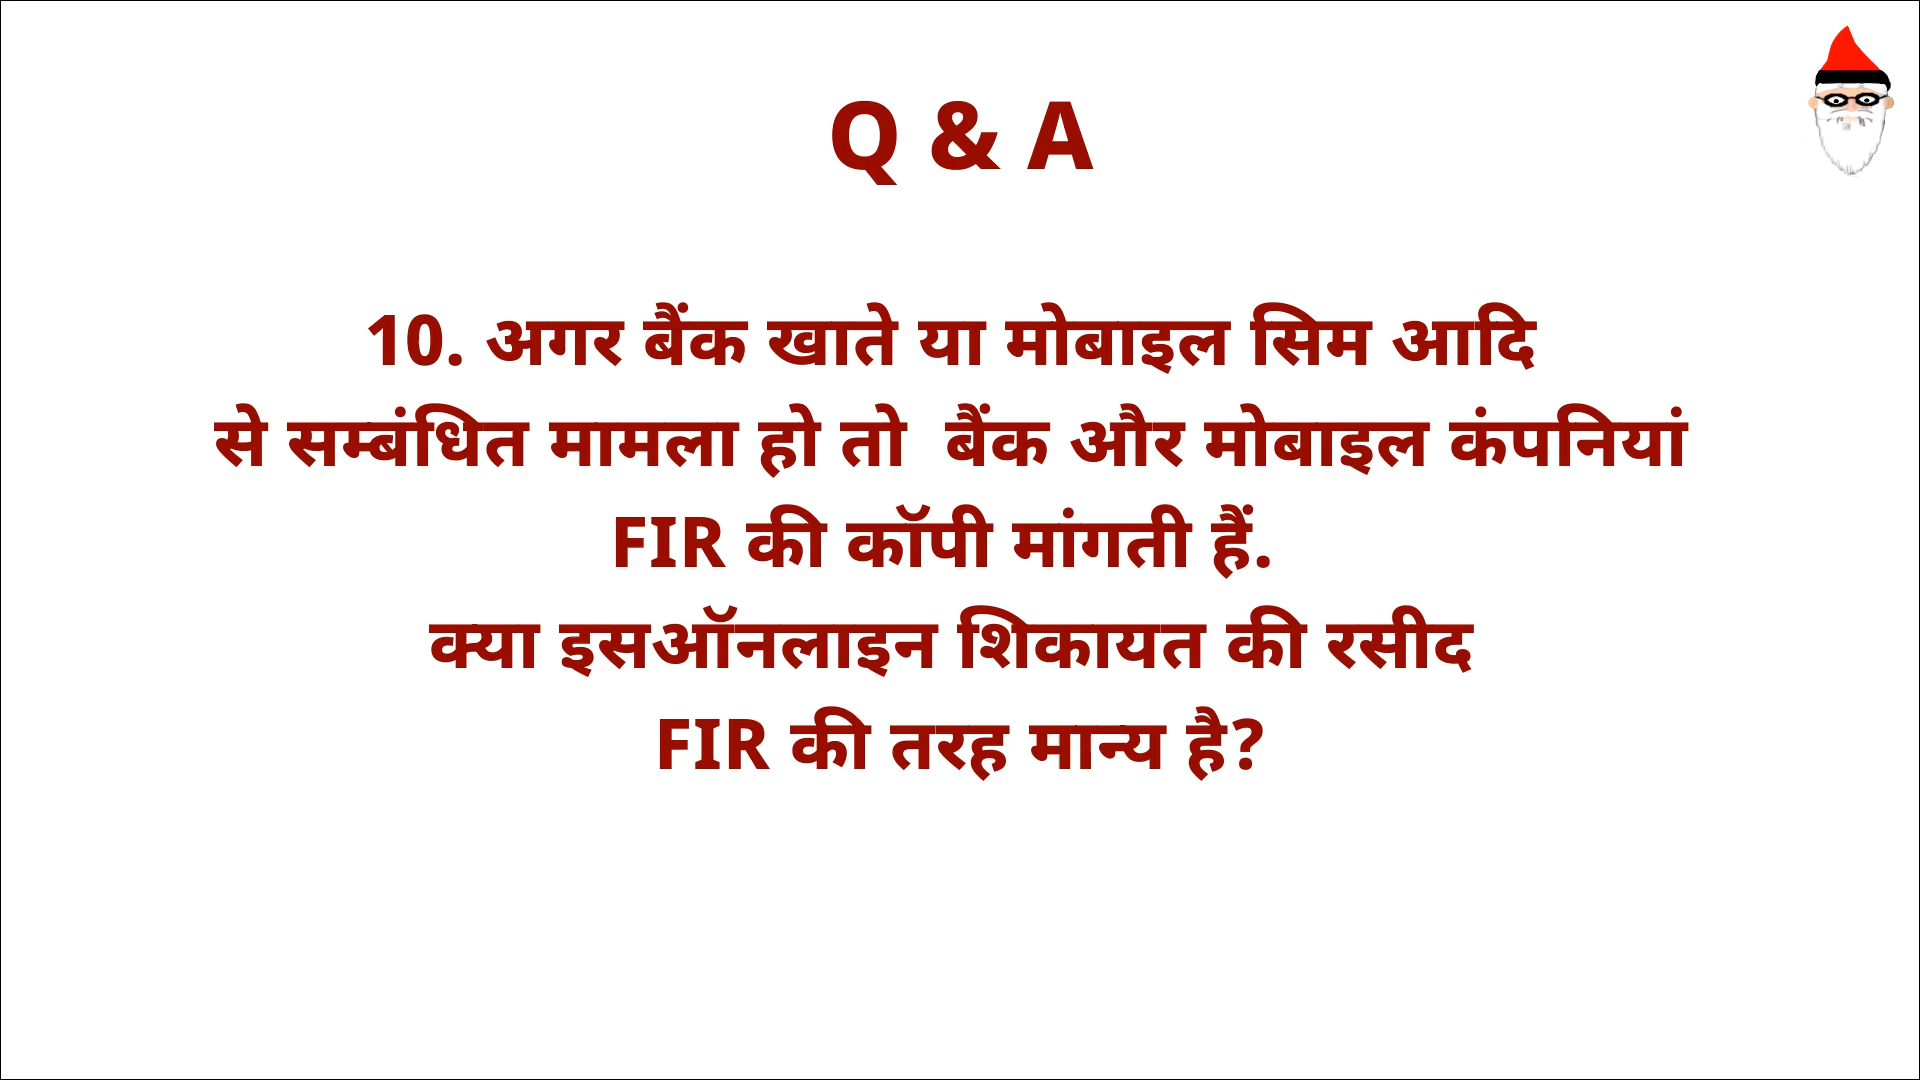 Q & A
10. अगर बैंक खाते या मोबाइल सिम आदि
से सम्बंधित मामला हो तो  बैंक और मोबाइल कंपनियां
FIR की कॉपी मांगती हैं.
क्या इसऑनलाइन शिकायत की रसीद
FIR की तरह मान्य है?